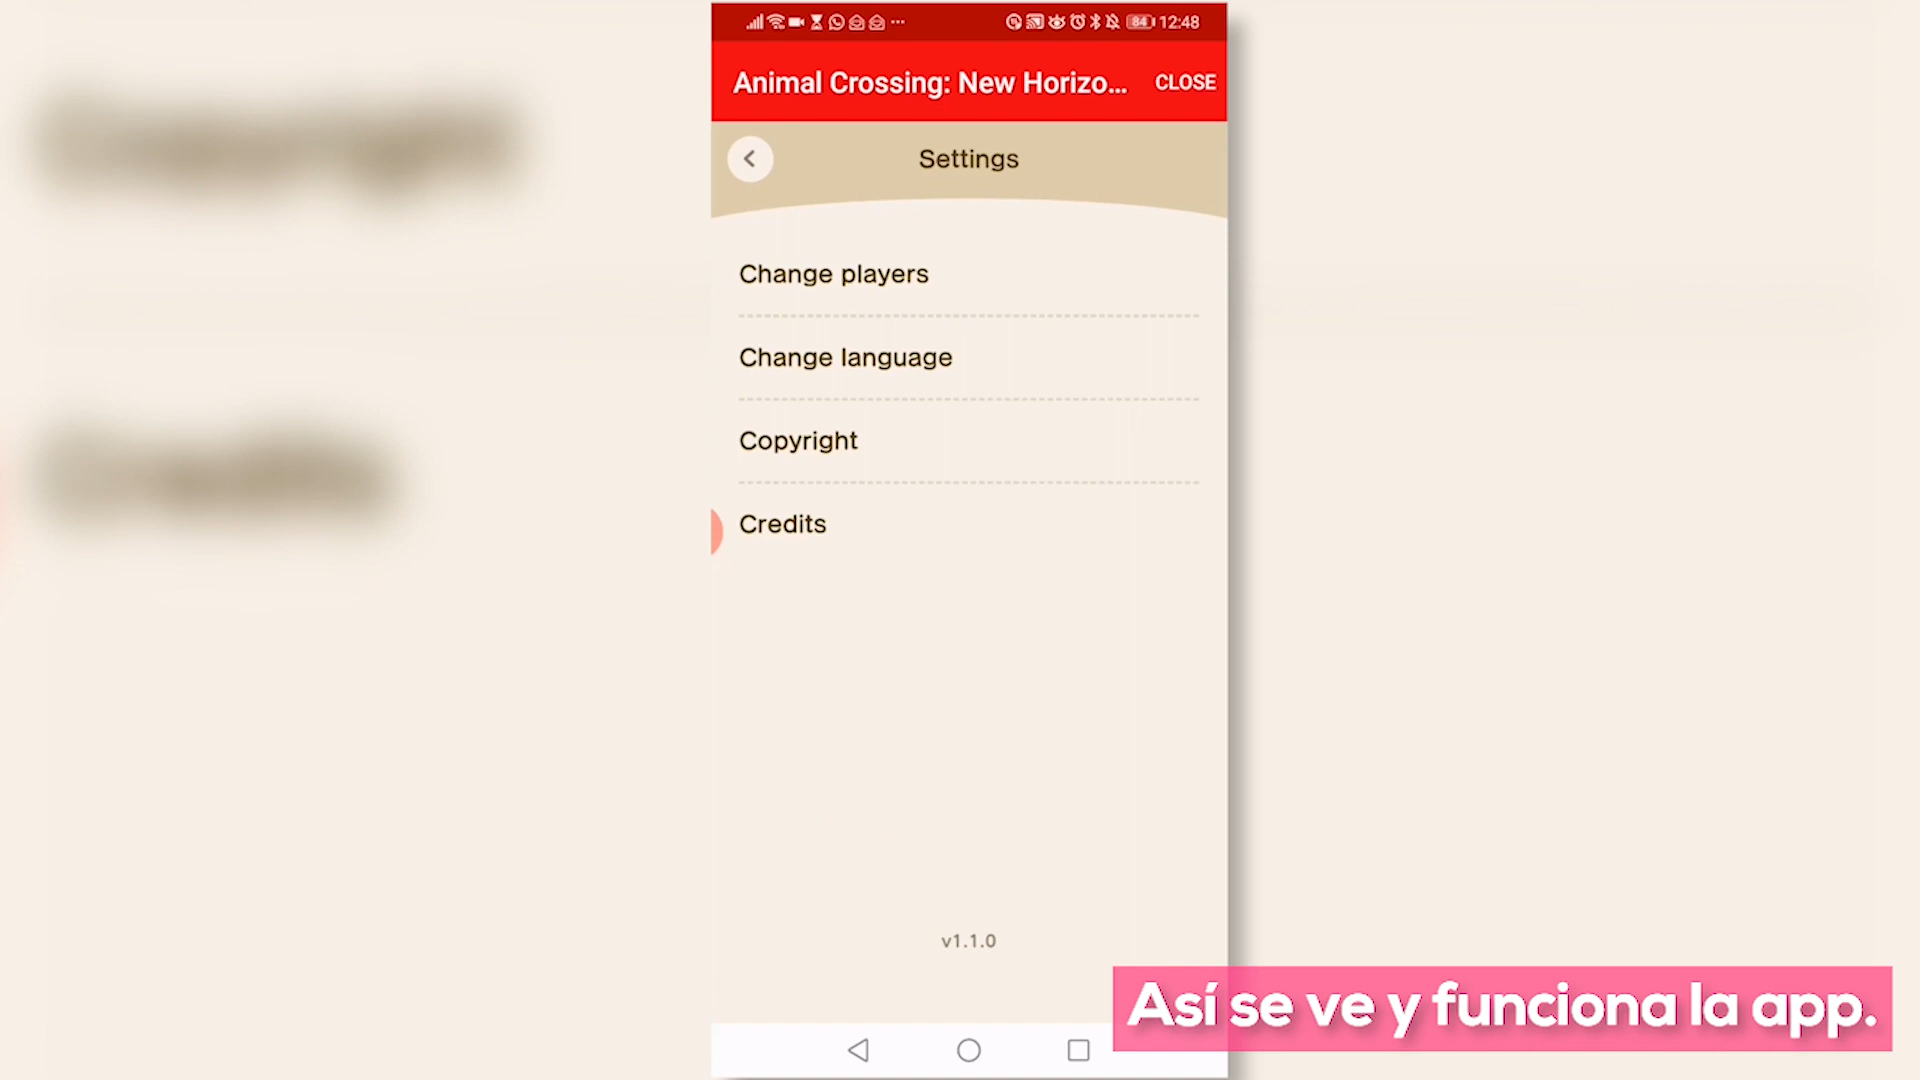 84 12:48
Animal Crossing: New Horizo... CLOSE
Settings
Change players
Change language
Copyright
Credits
v1.1.0
Así se ve y funciona la app.